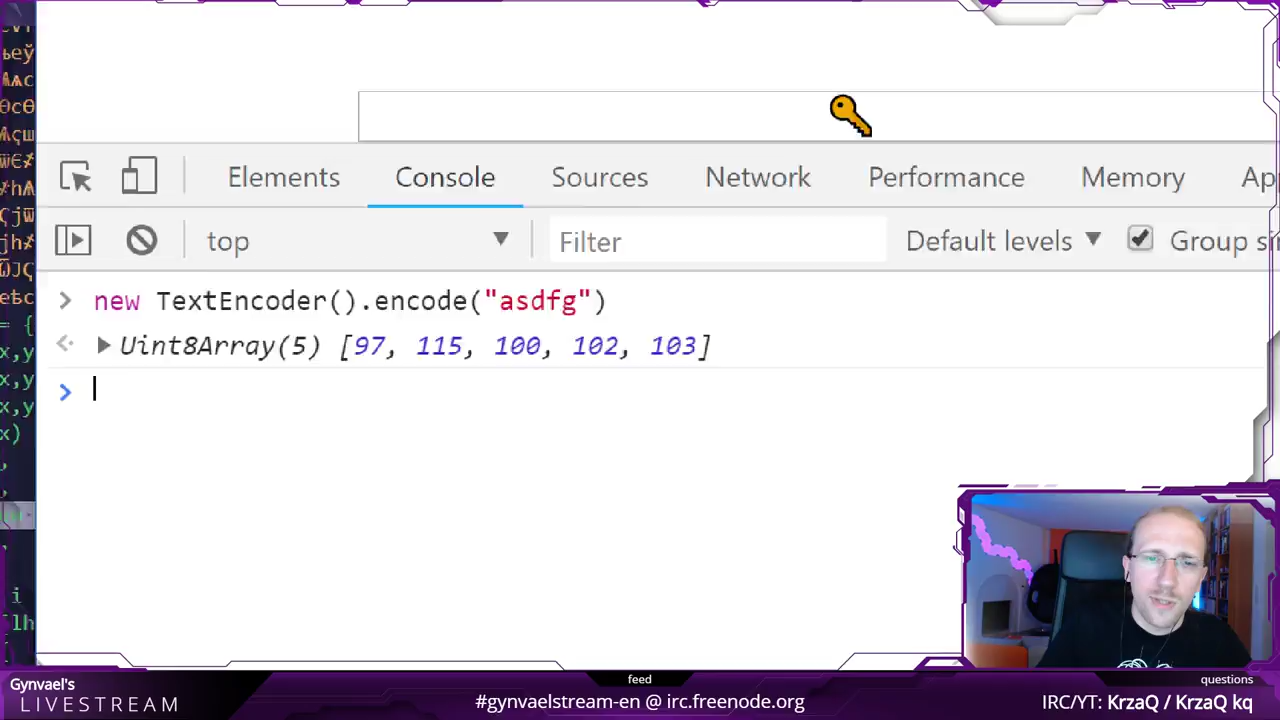 Elements Console Sources Network Performance Memory
top Filter Default levels Group
> new TextEncoder().encode("asdfg")
Uint8Array(5) [97, 115, 100, 102, 103]
>
Gynvael's
LIVESTREAM
feed
#gynvaelstream-en @ irc.freenode.org
questions
IRC/YT: KrzaQ / KrzaQ kq